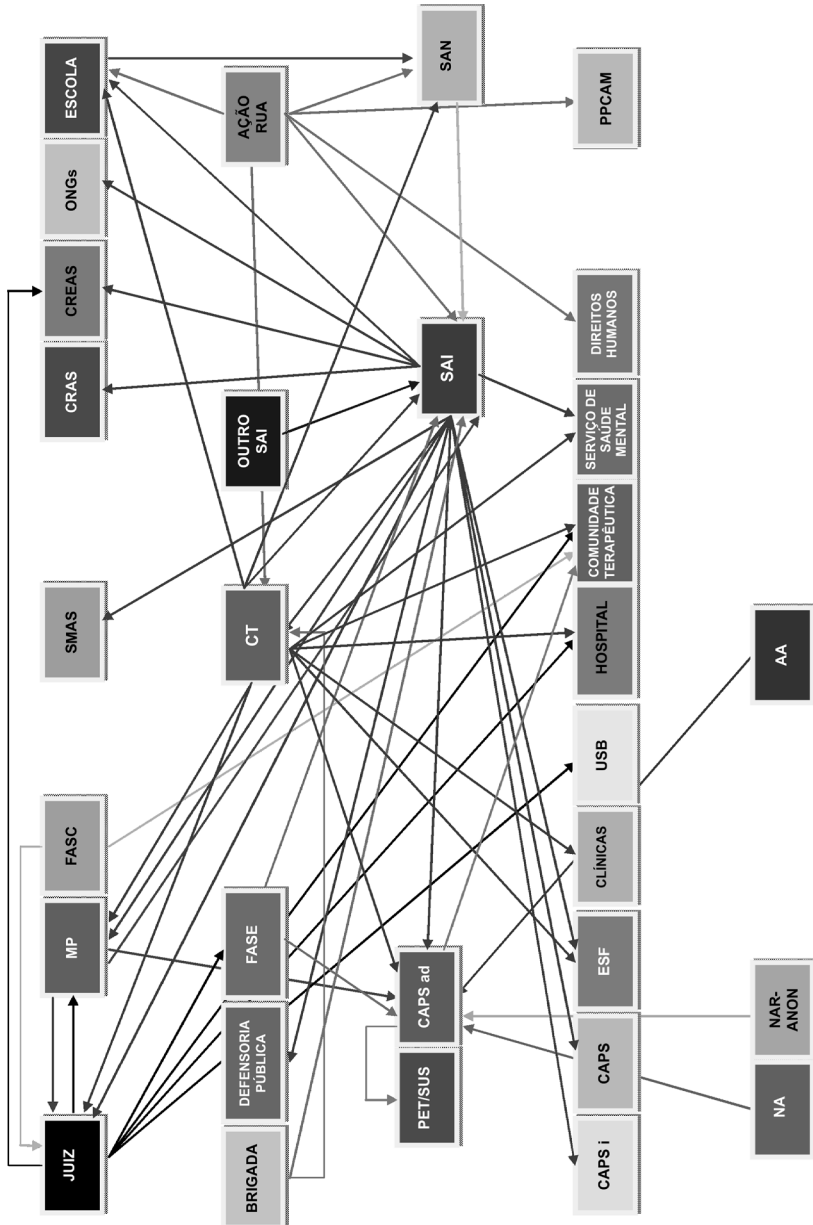 JUIZ
MP
FASC
SMAS
CRAS
CREAS
ONGs
ESCOLA
BRIGADA
DEFENSORIA
PÚBLICA
FASE
CT
OUTRO
SAI
AÇÃO
RUA
PET/SUS
CAPS ad
SAI
SAN
CAPS i
CAPS
ESF
CLÍNICAS
USB
HOSPITAL
COMUNIDADE
TERAPÊUTICA
SERVIÇO DE
SAÚDE
MENTAL
DIREITOS
HUMANOS
PPCAM
NA
NAR-
ANON
AA